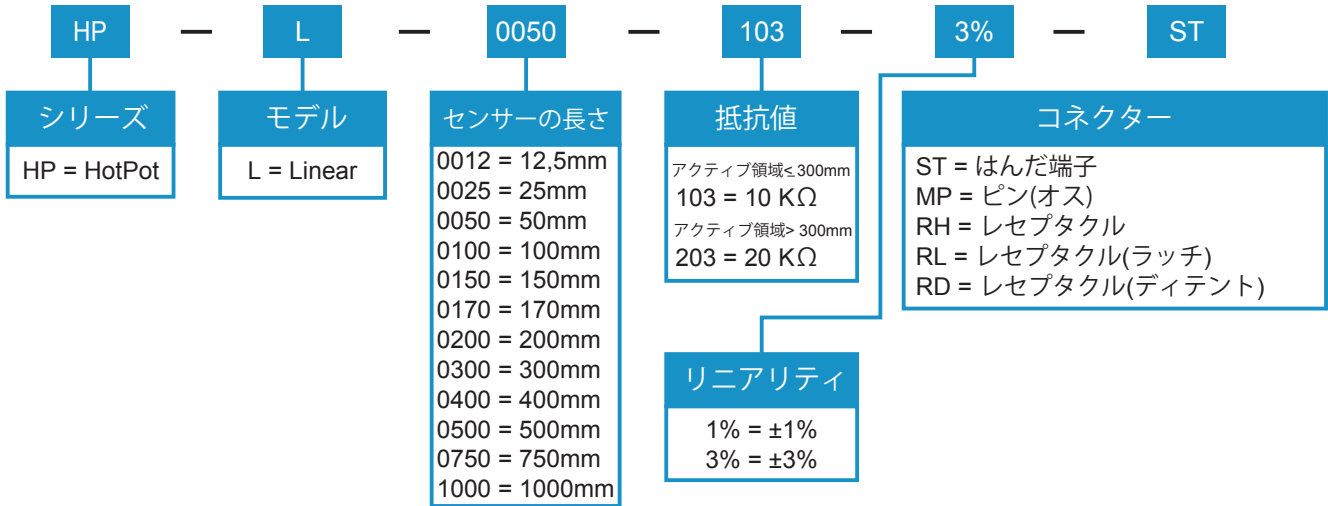 HP — L — 0050 — 103 — 3% — ST
シリーズ
HP = HotPot
モデル
L = Linear
センサーの長さ
0012 = 12,5mm
0025 = 25mm
0050 = 50mm
0100 = 100mm
0150 = 150mm
0170 = 170mm
0200 = 200mm
0300 = 300mm
0400 = 400mm
0500 = 500mm
0750 = 750mm
1000 = 1000mm
抵抗値
アクティブ領域≤ 300mm
103 = 10 KΩ
アクティブ領域> 300mm
203 = 20 KΩ
リニアリティ
1% = ±1%
3% = ±3%
コネクター
ST = はんだ端子
MP = ピン(オス)
RH = レセプタクル
RL = レセプタクル(ラッチ)
RD = レセプタクル(ディテント)